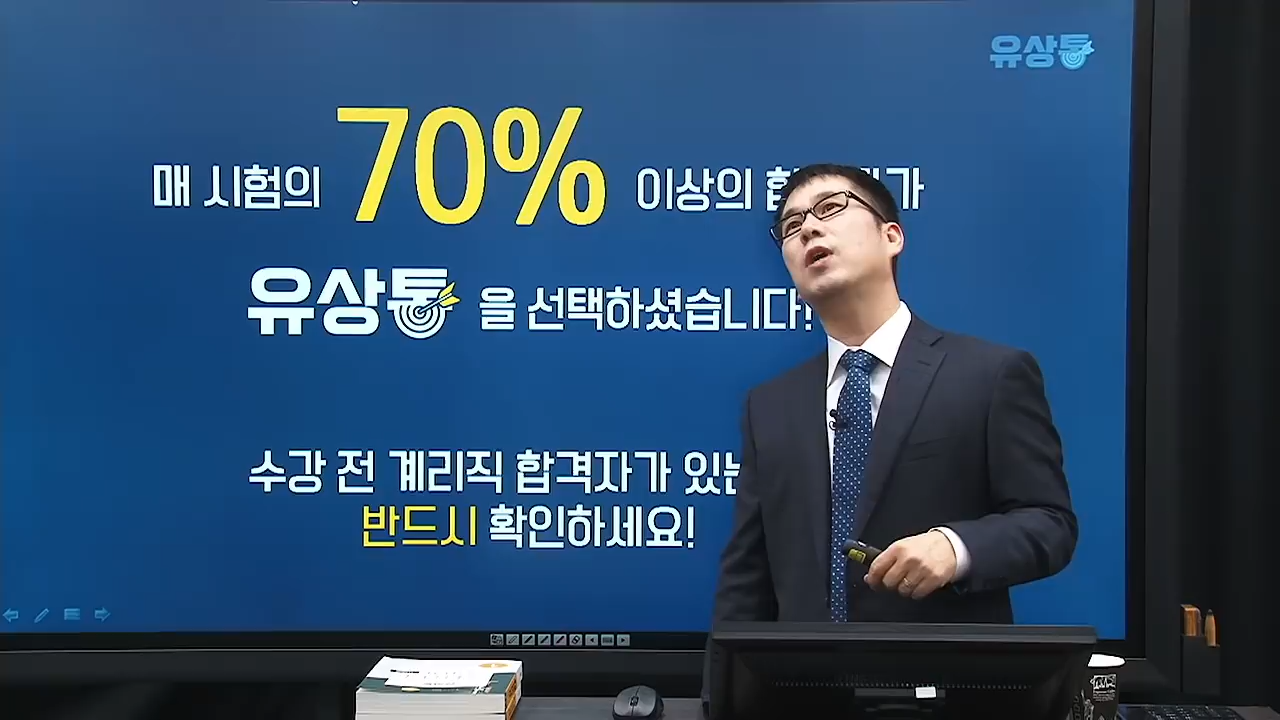 유상통
매 시험의 70% 이상의 가
유상통 을 선택하셨습니다!
수강 전 계리직 합격자가
반드시 확인하세요!